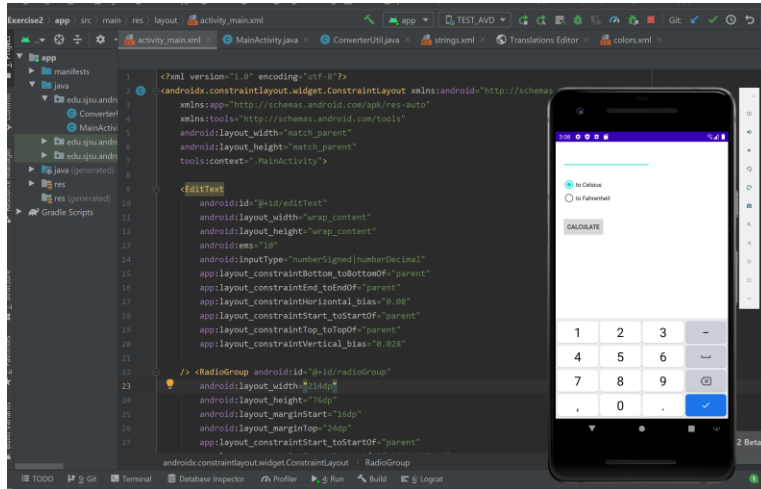 Exercise2 app src main res layout activity_main.xml app TEST_AVD Git:
activity_main.xml MainActivity.java ConverterUtil.java strings.xml Translations Editor colors.xml
app
manifests
java
edu.sjsu.andr
Converter
MainActivi
edu.sjsu.andn
edu.sjsu.andn
java (generated)
res
res (generated)
Gradle Scripts
1 <?xml version="1.0" encoding="utf-8"?>
2 <androidx.constraintlayout.widget.ConstraintLayout xmlns:android="http://schemas
3 xmlns:app="http://schemas.android.com/apk/res-auto"
4 xmlns:tools="http://schemas.android.com/tools"
5 android:layout_width="match_parent"
6 android:layout_height="match_parent"
7 tools:context=".MainActivity">
8
9 <EditText
10 android:id="@+id/editText"
11 android:layout_width="wrap_content"
12 android:layout_height="wrap_content"
13 android:ems="10"
14 android:inputType="numberSigned|numberDecimal"
15 app:layout_constraintBottom_toBottomOf="parent"
16 app:layout_constraintEnd_toEndOf="parent"
17 app:layout_constraintHorizontal_bias="0.08"
18 app:layout_constraintStart_toStartOf="parent"
19 app:layout_constraintTop_toTopOf="parent"
20 app:layout_constraintVertical_bias="0.028"
21
22 /> <RadioGroup android:id="@+id/radioGroup"
23 android:layout_width="214dp"
24 android:layout_height="76dp"
25 android:layout_marginStart="16dp"
26 android:layout_marginTop="24dp"
27 app:layout_constraintStart_toStartOf="parent"
androidx.constraintlayout.widget.ConstraintLayout RadioGroup
3:08
to Celsius
to Fahrenheit
CALCULATE
1 2 3 -
4 5 6
7 8 9
, 0 .
2 Beta
TODO 9: Git Terminal Database Inspector Profiler 4: Run Build 6: Logcat